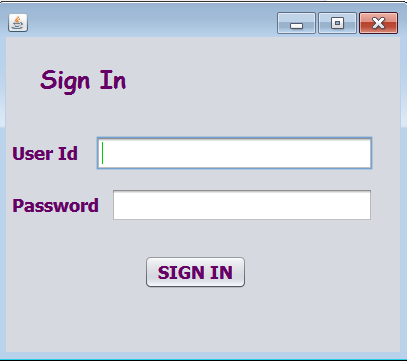 Sign In
User Id
Password
SIGN IN